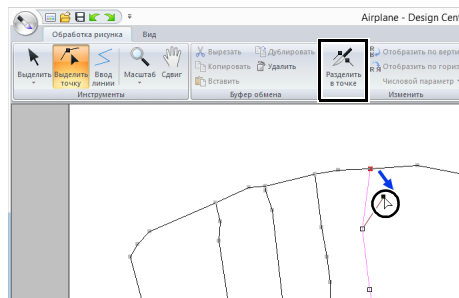 Airplane - Design Cen
Обработка рисунка Вид
Выделить
Выделить точку
Ввод линии
Масштаб
Сдвиг
Инструменты
Вырезать
Копировать
Вставить
Дублировать
Удалить
Буфер обмена
Разделить в точке
Отобразить по верти
Отобразить по гориз
Числовой параметр
Изменить